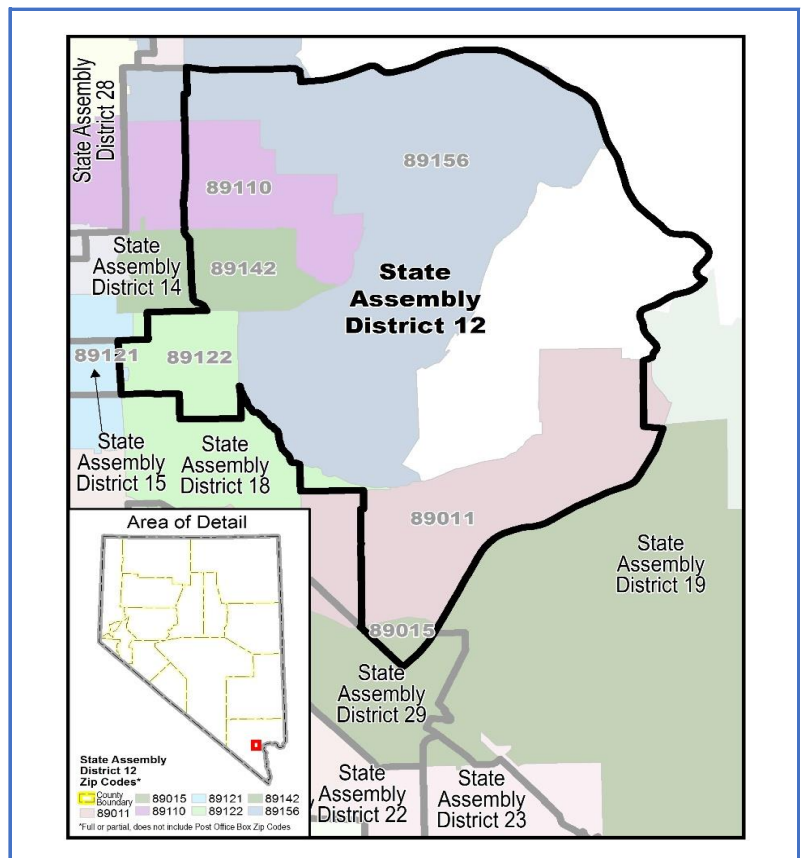 State Assembly
District 28
89156
89110
State
Assembly
District 14
89142
State
Assembly
District 12
89121
89122
State
Assembly
District 15
State
Assembly
District 18
89011
State
Assembly
District 19
89015
State
Assembly
District 29
State
Assembly
District 22
State
Assembly
District 23
Area of Detail
State Assembly
District 12
Zip Codes*
County
Boundary
89015
89121
89142
89011
89110
89122
89156
*Full or partial, does not include Post Office Box Zip Codes